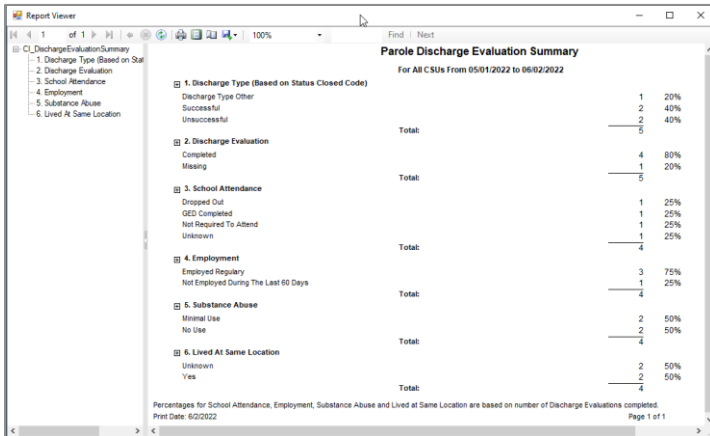 Report Viewer
1 of 1 100% Find | Next
CI_DischargeEvaluationSummary
1. Discharge Type (Based on Stat
2. Discharge Evaluation
3. School Attendance
4. Employment
5. Substance Abuse
6. Lived At Same Location
Parole Discharge Evaluation Summary
For All CSUs From 05/01/2022 to 06/02/2022
1. Discharge Type (Based on Status Closed Code)
Discharge Type Other 1 20%
Successful 2 40%
Unsuccessful 2 40%
Total: 5
2. Discharge Evaluation
Completed 4 80%
Missing 1 20%
Total: 5
3. School Attendance
Dropped Out 1 25%
GED Completed 1 25%
Not Required To Attend 1 25%
Unknown 1 25%
Total: 4
4. Employment
Employed Regulary 3 75%
Not Employed During The Last 60 Days 1 25%
Total: 4
5. Substance Abuse
Minimal Use 2 50%
No Use 2 50%
Total: 4
6. Lived At Same Location
Unknown 2 50%
Yes 2 50%
Total: 4
Percentages for School Attendance, Employment, Substance Abuse and Lived at Same Location are based on number of Discharge Evaluations completed.
Print Date: 6/2/2022 Page 1 of 1